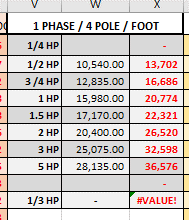 V W X
1 PHASE / 4 POLE / FOOT
1/4 HP -
1/2 HP 10,540.00 13,702
3 /4 HP 12,835.00 16,686
1 HP 15,980.00 20,774
1.5 HP 17,170.00 22,321
2 HP 20,400.00 26,520
3 HP 25,075.00 32,598
5 HP 28,135.00 36,576
-
1/3 HP - #VALUE!